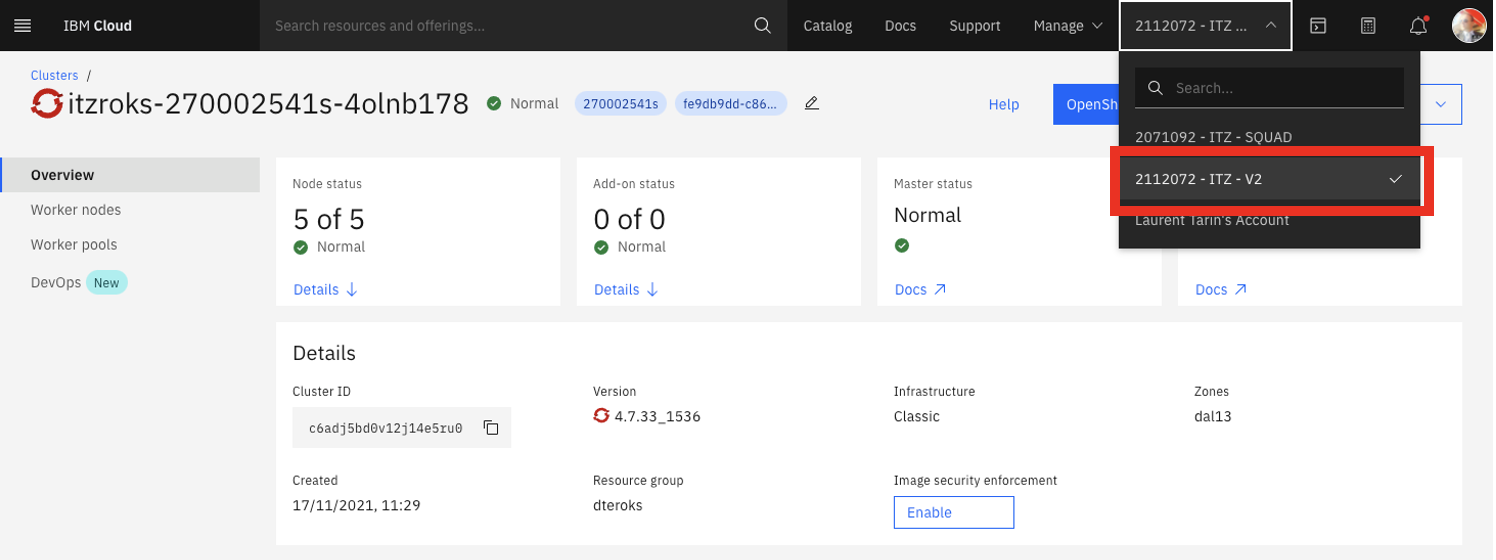 IBM Cloud
Search resources and offerings...
Catalog
Docs
Support
Manage
2112072 - ITZ ...
Clusters /
itzroks-270002541s-4olnb178
Normal
270002541s
fe9db9dd-c86...
Help
OpenSh
Search...
2071092 - ITZ - SQUAD
2112072 - ITZ - V2
Laurent Tarin's Account
Overview
Worker nodes
Worker pools
DevOps New
Node status
5 of 5
Normal
Details
Add-on status
0 of 0
Normal
Details
Master status
Normal
Docs
Docs
Details
Cluster ID
c6adj5bd0v12j14e5ru0
Version
4.7.33_1536
Infrastructure
Classic
Zones
dal13
Created
17/11/2021, 11:29
Resource group
dteroks
Image security enforcement
Enable